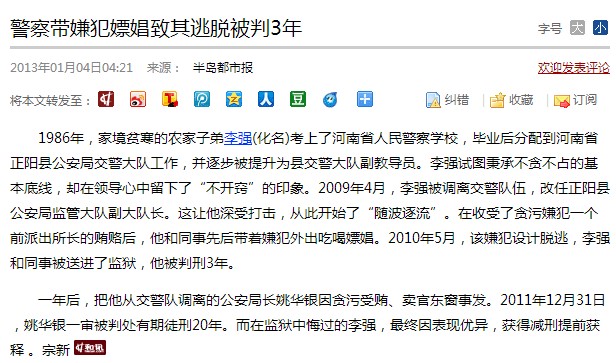 警察带嫌犯嫖娼致其逃脱被判3年
字号 大 小
2013年01月04日04:21 来源： 半岛都市报 欢迎发表评论
将本文转发至： 纠错 收藏 订阅
1986年，家境贫寒的农家子弟李强(化名)考上了河南省人民警察学校，毕业后分配到河南省
正阳县公安局交警大队工作，并逐步被提升为县交警大队副教导员。李强试图秉承不贪不占的基
本底线，却在领导心中留下了“不开窍”的印象。2009年4月，李强被调离交警队伍，改任正阳县
公安局监管大队副大队长。这让他深受打击，从此开始了“随波逐流”。在收受了贪污嫌犯一个
前派出所长的贿赂后，他和同事先后带着嫌犯外出吃喝嫖娼。2010年5月，该嫌犯设计脱逃，李强
和同事被送进了监狱，他被判刑3年。
一年后，把他从交警队调离的公安局长姚华银因贪污受贿、卖官东窗事发。2011年12月31日
，姚华银一审被判处有期徒刑20年。而在监狱中悔过的李强，最终因表现优异，获得减刑提前获
释 。宗新 和讯